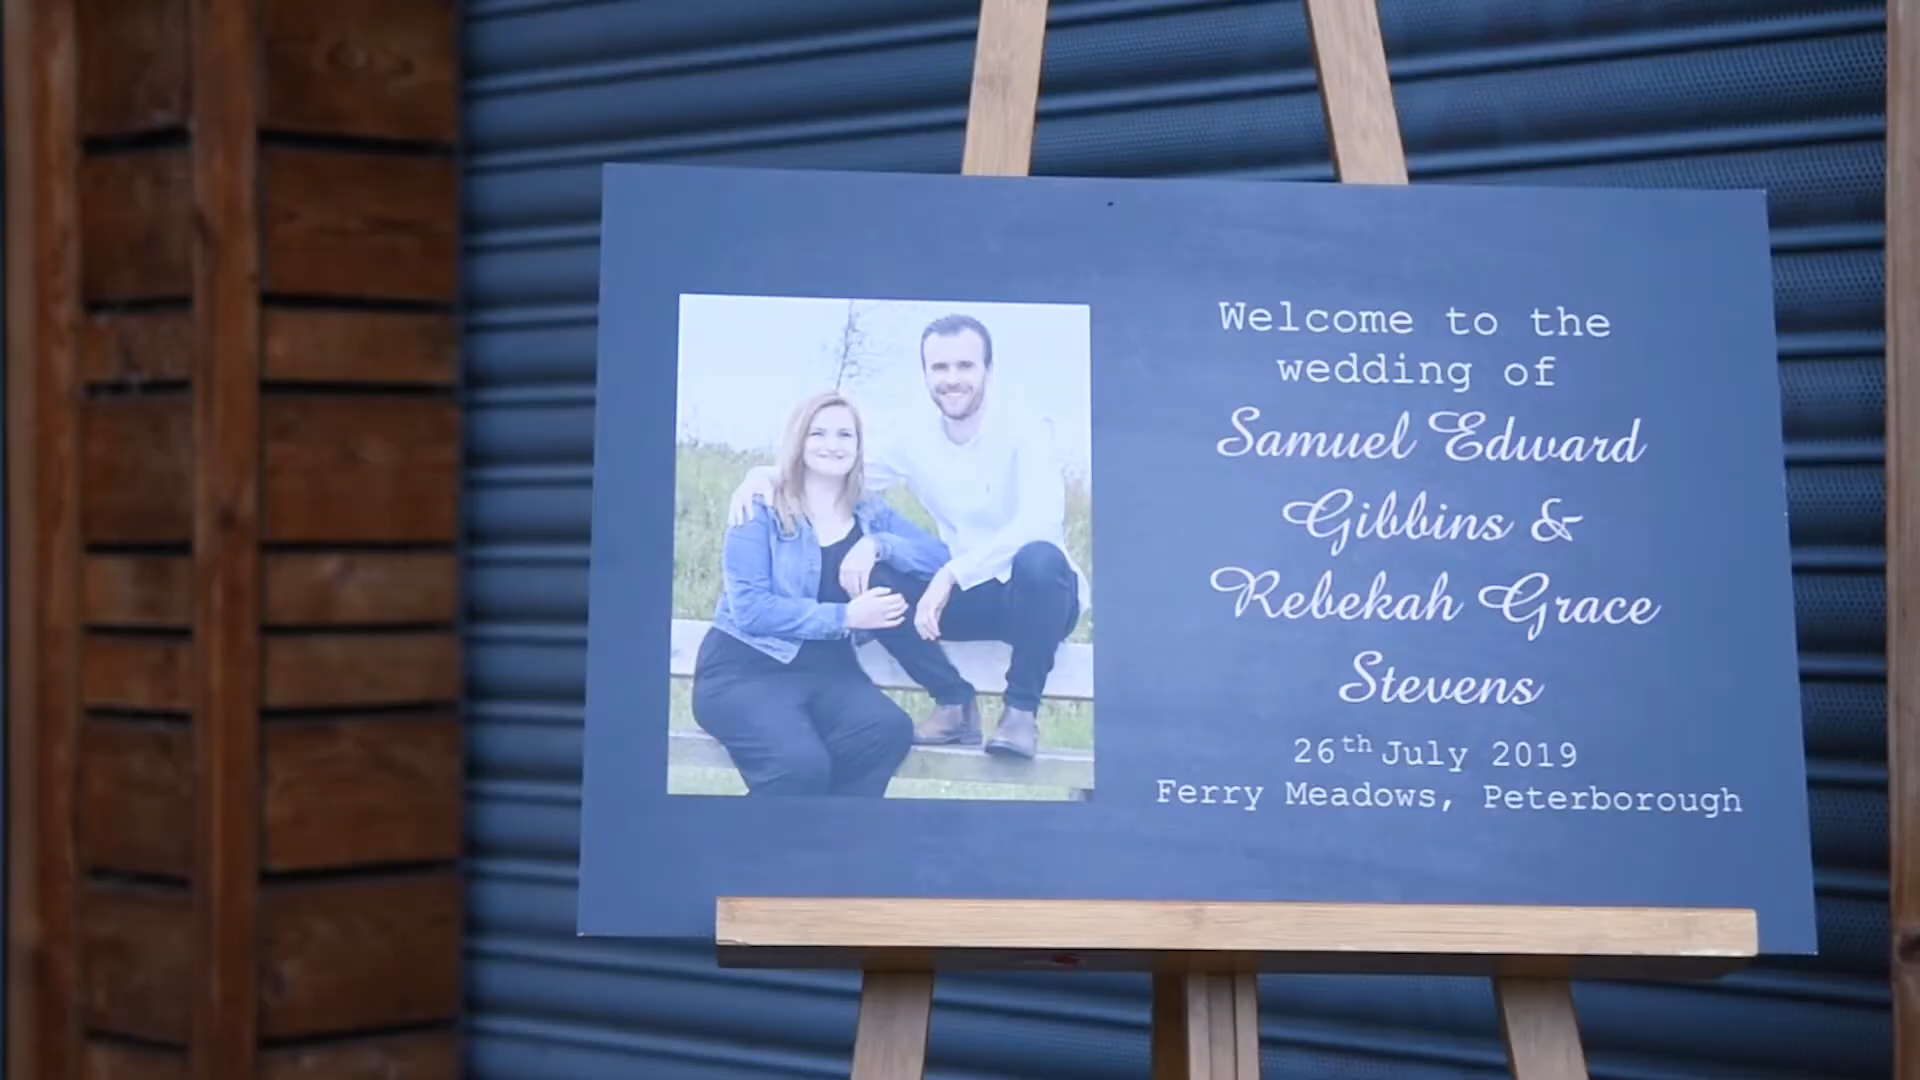 Welcome to the
wedding of
Samuel Edward
Gibbins &
Rebekah Grace
Stevens
26th July 2019
Ferry Meadows, Peterborough